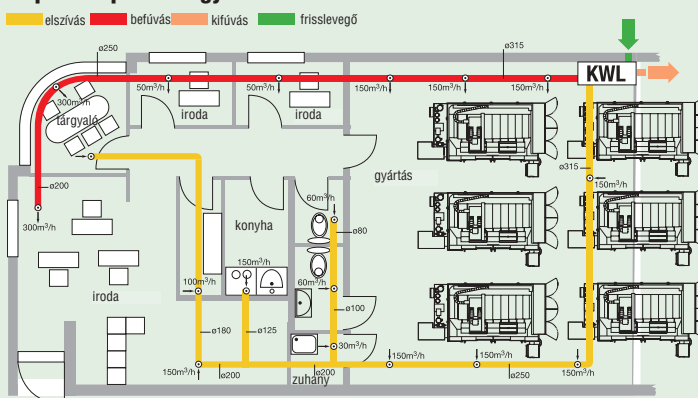 elszívás befúvás kifúvás frisslevegő
ø250
ø315
KWL
300m³/h
50m³/h
50m³/h
150m³/h
150m³/h
150m³/h
iroda
iroda
tárgyaló
ø315
gyártás
150m³/h
ø200
60m³/h
300m³/h
konyha
ø80
150m³/h
100m³/h
60m³/h
iroda
ø100
ø180
ø125
30m³/h
150m³/h
ø200
ø200
150m³/h
150m³/h
ø250
150m³/h
zuhany